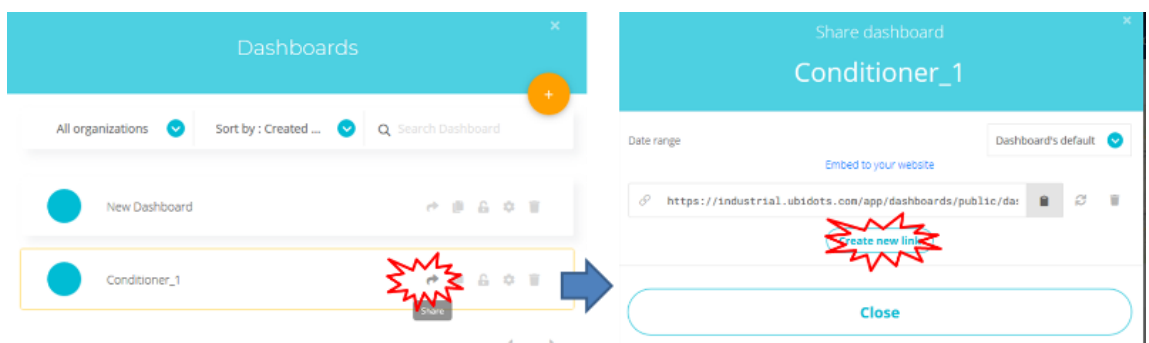 Dashboards
×
+
All organizations
Sort by : Created ...
Search Dashboard
New Dashboard
Conditioner_1
Share
Share dashboard
×
Conditioner_1
Date range
Dashboard's default
Embed to your website
https://industrial.ubidots.com/app/dashboards/public/das
Create new link
Close